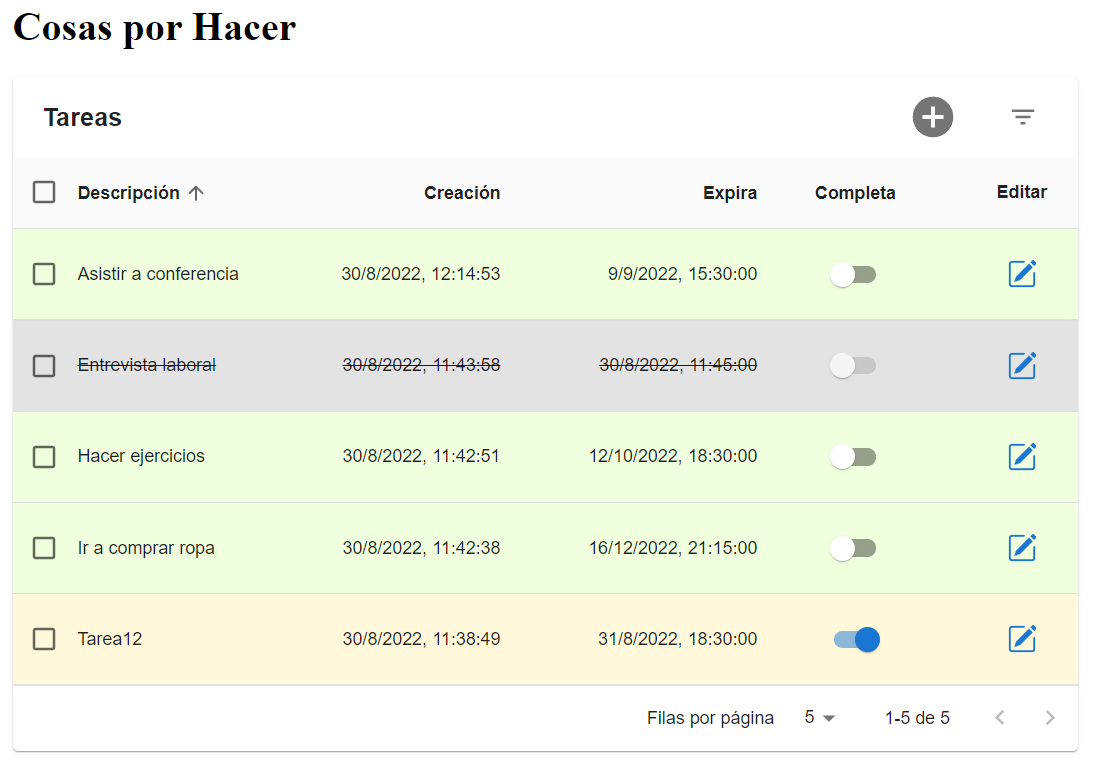 Cosas por Hacer
Tareas
Descripción Creación Expira Completa Editar
Asistir a conferencia 30/8/2022, 12:14:53 9/9/2022, 15:30:00
Entrevista laboral 30/8/2022, 11:43:58 30/8/2022, 11:45:00
Hacer ejercicios 30/8/2022, 11:42:51 12/10/2022, 18:30:00
Ir a comprar ropa 30/8/2022, 11:42:38 16/12/2022, 21:15:00
Tarea12 30/8/2022, 11:38:49 31/8/2022, 18:30:00
Filas por página 5 1-5 de 5